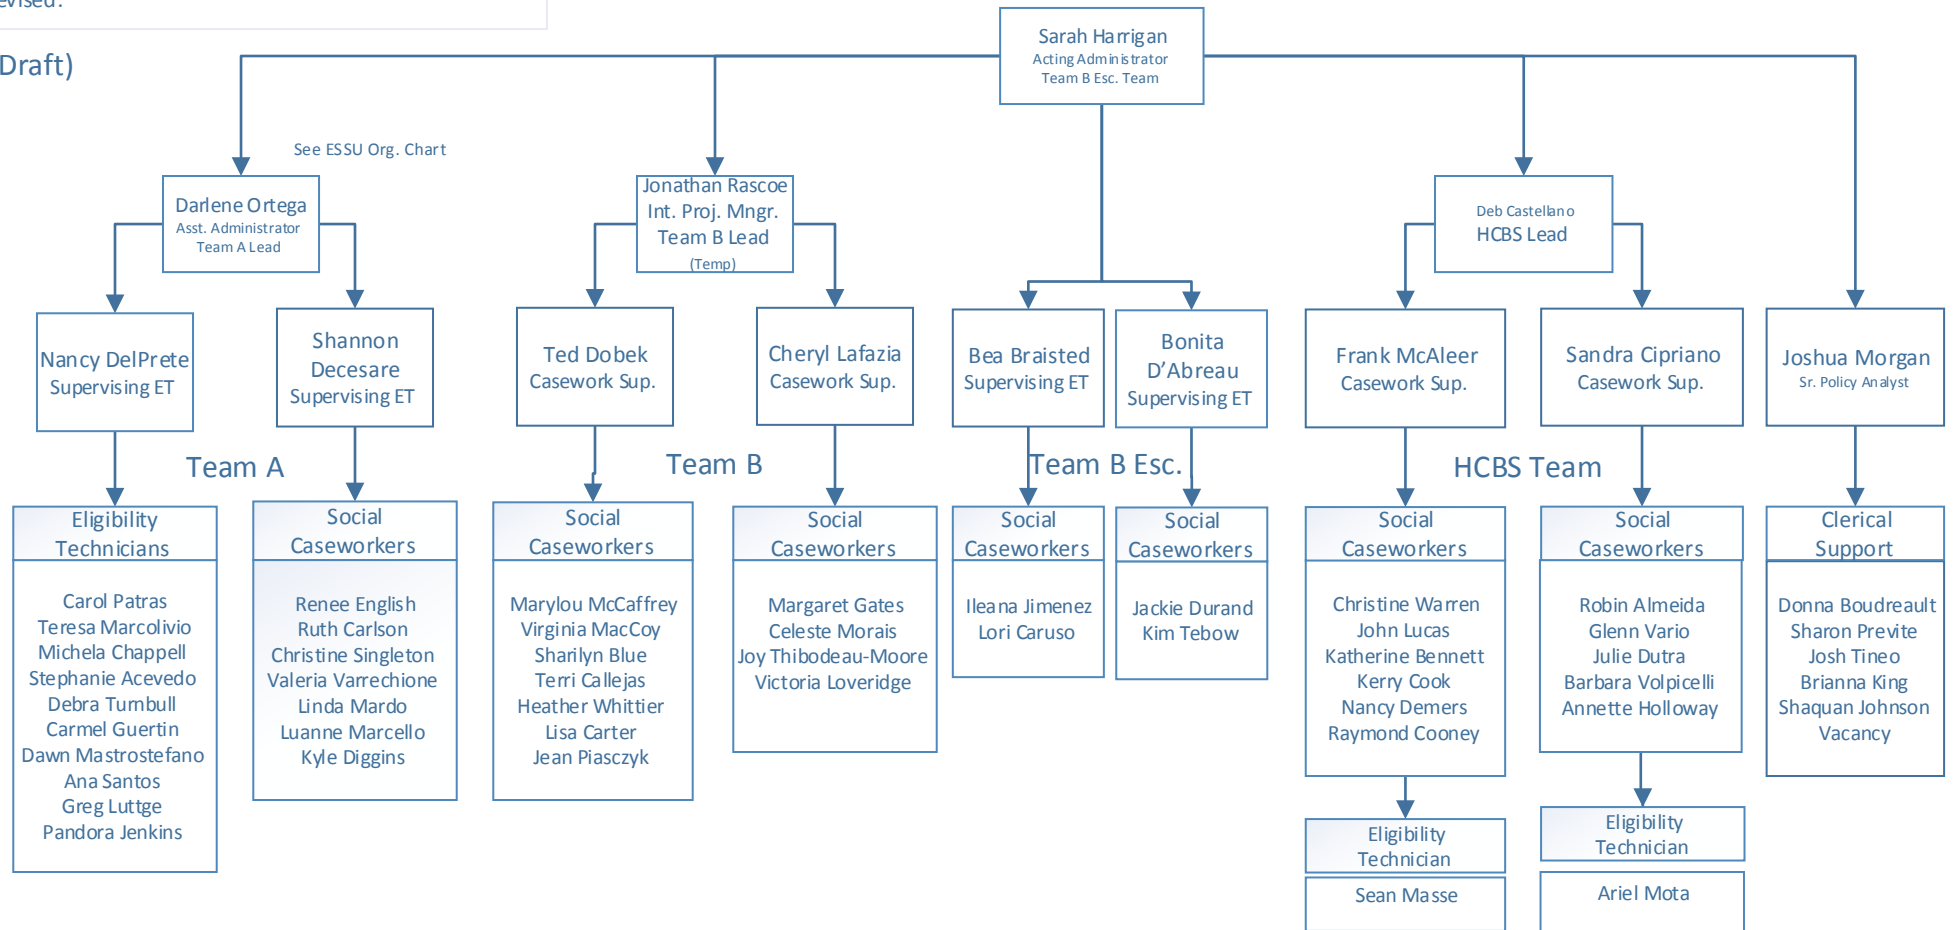 evised:
Draft)
Sarah Harrigan
Acting Administrator
Team B Esc. Team
See ESSU Org. Chart
Darlene Ortega
Asst. Administrator
Team A Lead
Jonathan Rascoe
Int. Proj. Mngr.
Team B Lead
(Temp)
Deb Castellano
HCBS Lead
Nancy DelPrete
Supervising ET
Shannon
Decesare
Supervising ET
Ted Dobek
Casework Sup.
Cheryl Lafazia
Casework Sup.
Bea Braisted
Supervising ET
Bonita
D’Abreau
Supervising ET
Frank McAleer
Casework Sup.
Sandra Cipriano
Casework Sup.
Joshua Morgan
Sr. Policy Analyst
Team A
Team B
Team B Esc.
HCBS Team
Eligibility
Technicians
Carol Patras
Teresa Marcolivio
Michela Chappell
Stephanie Acevedo
Debra Turnbull
Carmel Guertin
Dawn Mastrostefano
Ana Santos
Greg Luttge
Pandora Jenkins
Social
Caseworkers
Renee English
Ruth Carlson
Christine Singleton
Valeria Varrechione
Linda Mardo
Luanne Marcello
Kyle Diggins
Social
Caseworkers
Marylou McCaffrey
Virginia MacCoy
Sharilyn Blue
Terri Callejas
Heather Whittier
Lisa Carter
Jean Piasczyk
Social
Caseworkers
Margaret Gates
Celeste Morais
Joy Thibodeau-Moore
Victoria Loveridge
Social
Caseworkers
Ileana Jimenez
Lori Caruso
Social
Caseworkers
Jackie Durand
Kim Tebow
Social
Caseworkers
Christine Warren
John Lucas
Katherine Bennett
Kerry Cook
Nancy Demers
Raymond Cooney
Eligibility
Technician
Sean Masse
Social
Caseworkers
Robin Almeida
Glenn Vario
Julie Dutra
Barbara Volpicelli
Annette Holloway
Eligibility
Technician
Ariel Mota
Clerical
Support
Donna Boudreault
Sharon Previte
Josh Tineo
Brianna King
Shaquan Johnson
Vacancy